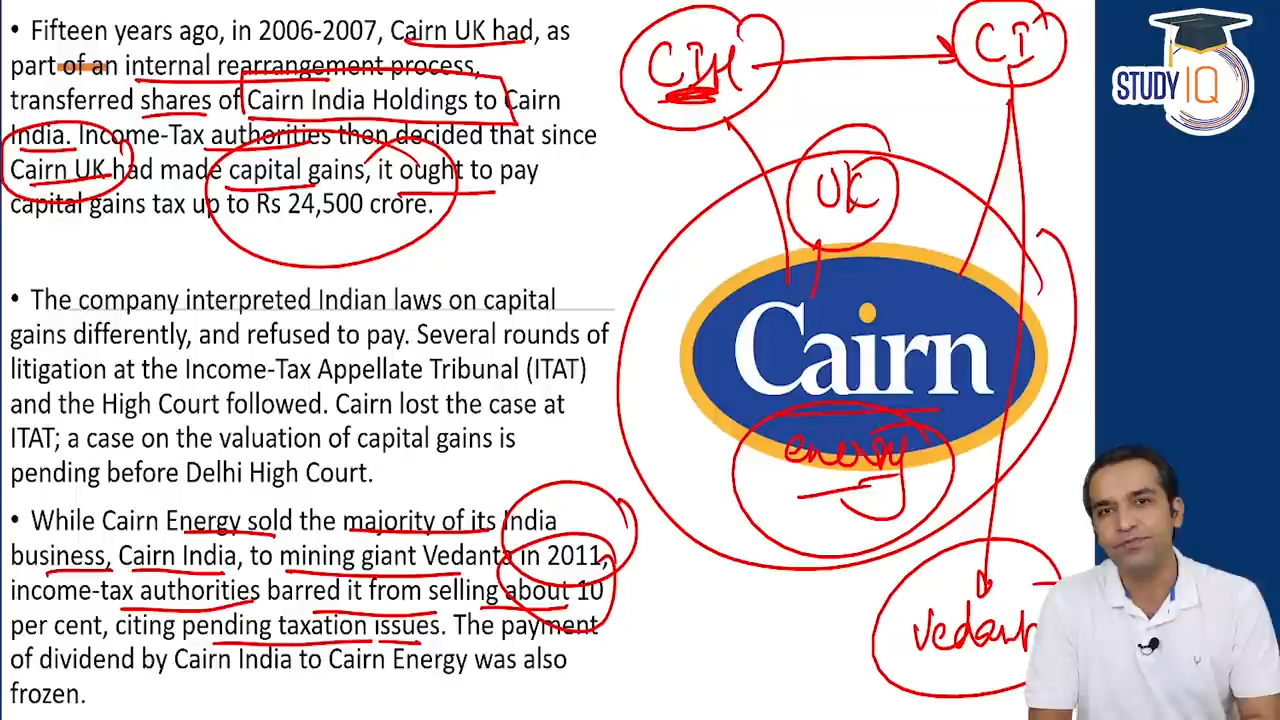 • Fifteen years ago, in 2006-2007, Cairn UK had, as
part of an internal rearrangement process,
transferred shares of Cairn India Holdings to Cairn
India. Income-Tax authorities then decided that since
Cairn UK had made capital gains, it ought to pay
capital gains tax up to Rs 24,500 crore.
• The company interpreted Indian laws on capital
gains differently, and refused to pay. Several rounds of
litigation at the Income-Tax Appellate Tribunal (ITAT)
and the High Court followed. Cairn lost the case at
ITAT; a case on the valuation of capital gains is
pending before Delhi High Court.
• While Cairn Energy sold the majority of its India
business, Cairn India, to mining giant Vedanta in 2011,
income-tax authorities barred it from selling about 10
per cent, citing pending taxation issues. The payment
of dividend by Cairn India to Cairn Energy was also
frozen.
CIH
CI
UK
Cairn
energy
STUDY IQ